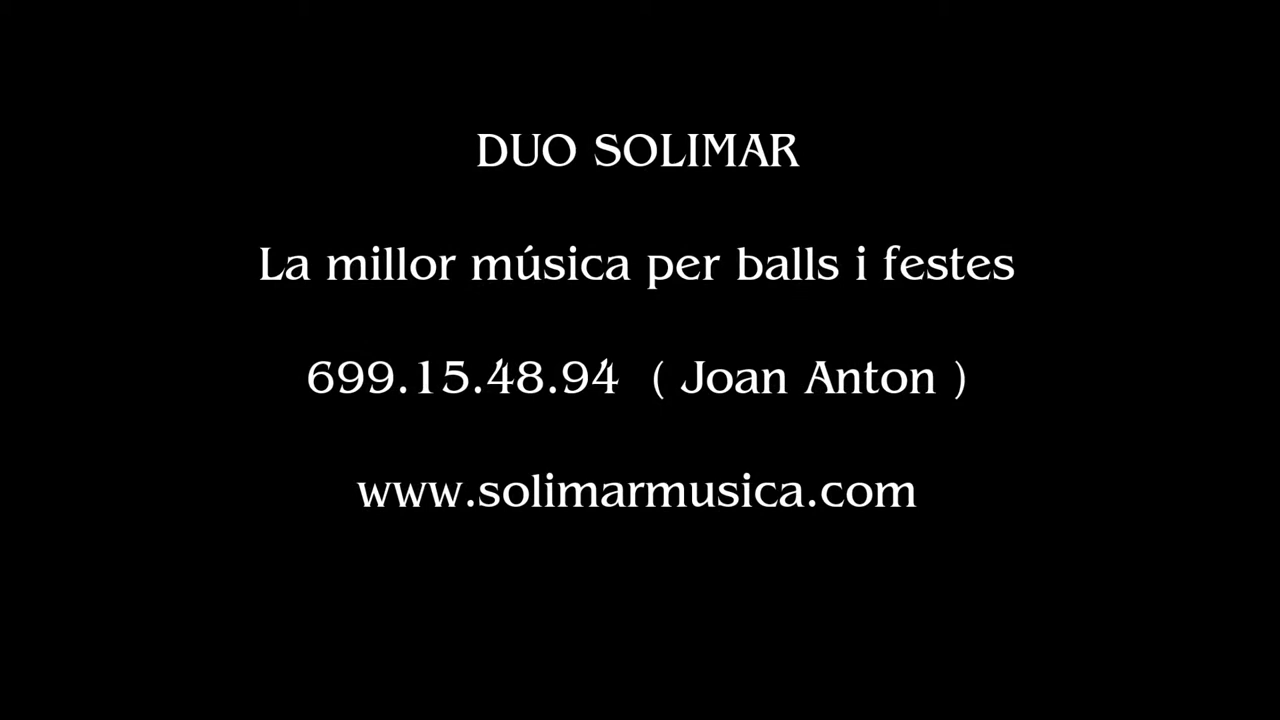 DUO SOLIMAR
La millor música per balls i festes
699.15.48.94 ( Joan Anton )
www.solimarmusica.com